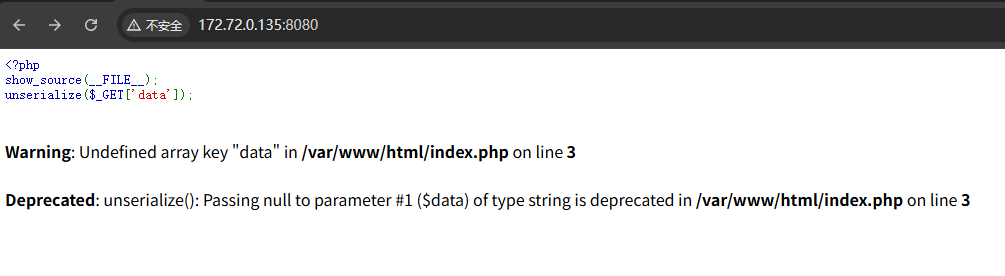 不安全 172.72.0.135:8080
<?php
show_source(__FILE__);
unserialize($_GET['data']);
Warning: Undefined array key "data" in /var/www/html/index.php on line 3
Deprecated: unserialize(): Passing null to parameter #1 ($data) of type string is deprecated in /var/www/html/index.php on line 3